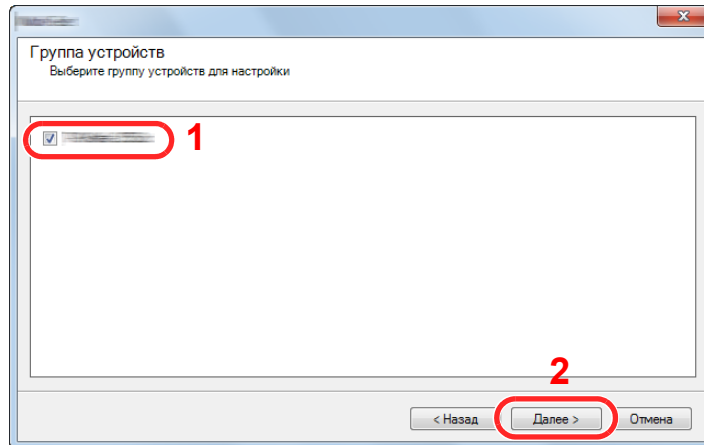 Группа устройств
Выберите группу устройств для настройки
1
2
< Назад
Далее >
Отмена